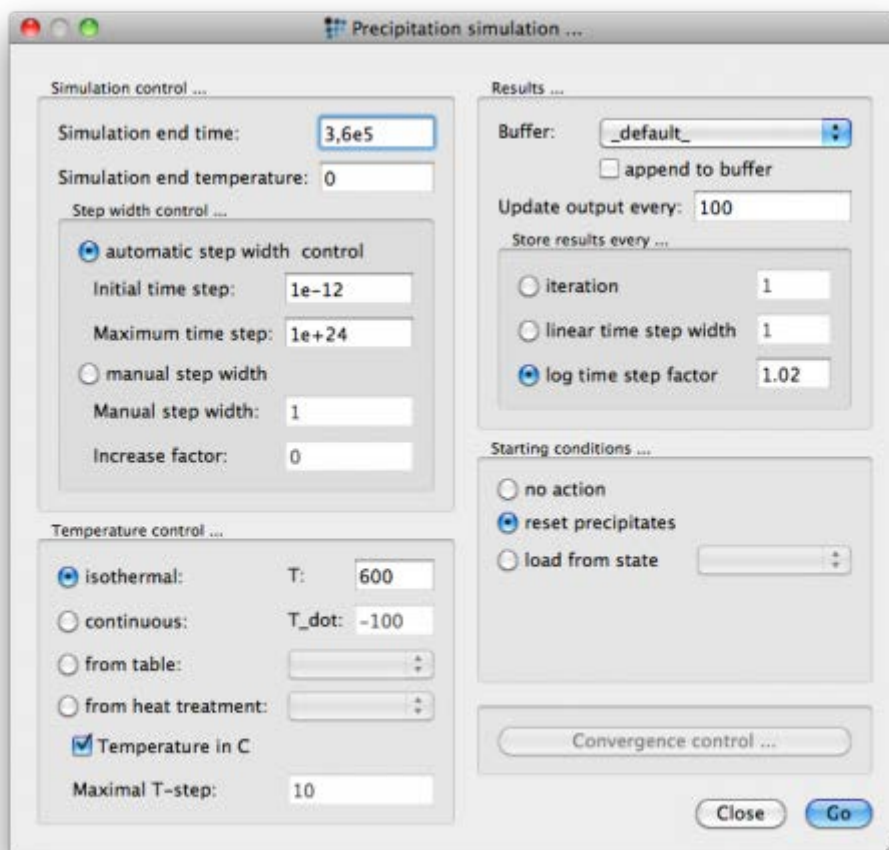 Precipitation simulation ...
Simulation control ...
Simulation end time: 3,6e5
Simulation end temperature: 0
Step width control ...
automatic step width control
Initial time step: 1e-12
Maximum time step: 1e+24
manual step width
Manual step width: 1
Increase factor: 0
Temperature control ...
isothermal: T: 600
continuous: T_dot: -100
from table:
from heat treatment:
Temperature in C
Maximal T-step: 10
Results ...
Buffer: _default_
append to buffer
Update output every: 100
Store results every ...
iteration 1
linear time step width 1
log time step factor 1.02
Starting conditions ...
no action
reset precipitates
load from state
Convergence control ...
Close Go